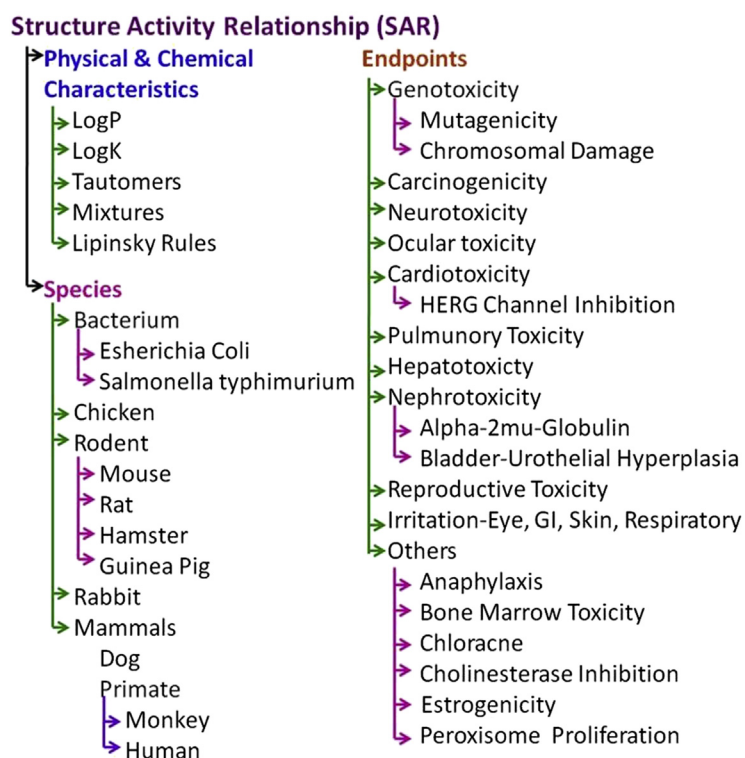 Structure Activity Relationship (SAR)
Physical & Chemical
Characteristics
LogP
LogK
Tautomers
Mixtures
Lipinsky Rules
Species
Bacterium
Esherichia Coli
Salmonella typhimurium
Chicken
Rodent
Mouse
Rat
Hamster
Guinea Pig
Rabbit
Mammals
Dog
Primate
Monkey
Human
Endpoints
Genotoxicity
Mutagenicity
Chromosomal Damage
Carcinogenicity
Neurotoxicity
Ocular toxicity
Cardiotoxicity
HERG Channel Inhibition
Pulmunory Toxicity
Hepatotoxicty
Nephrotoxicity
Alpha-2mu-Globulin
Bladder-Urothelial Hyperplasia
Reproductive Toxicity
Irritation-Eye, GI, Skin, Respiratory
Others
Anaphylaxis
Bone Marrow Toxicity
Chloracne
Cholinesterase Inhibition
Estrogenicity
Peroxisome Proliferation